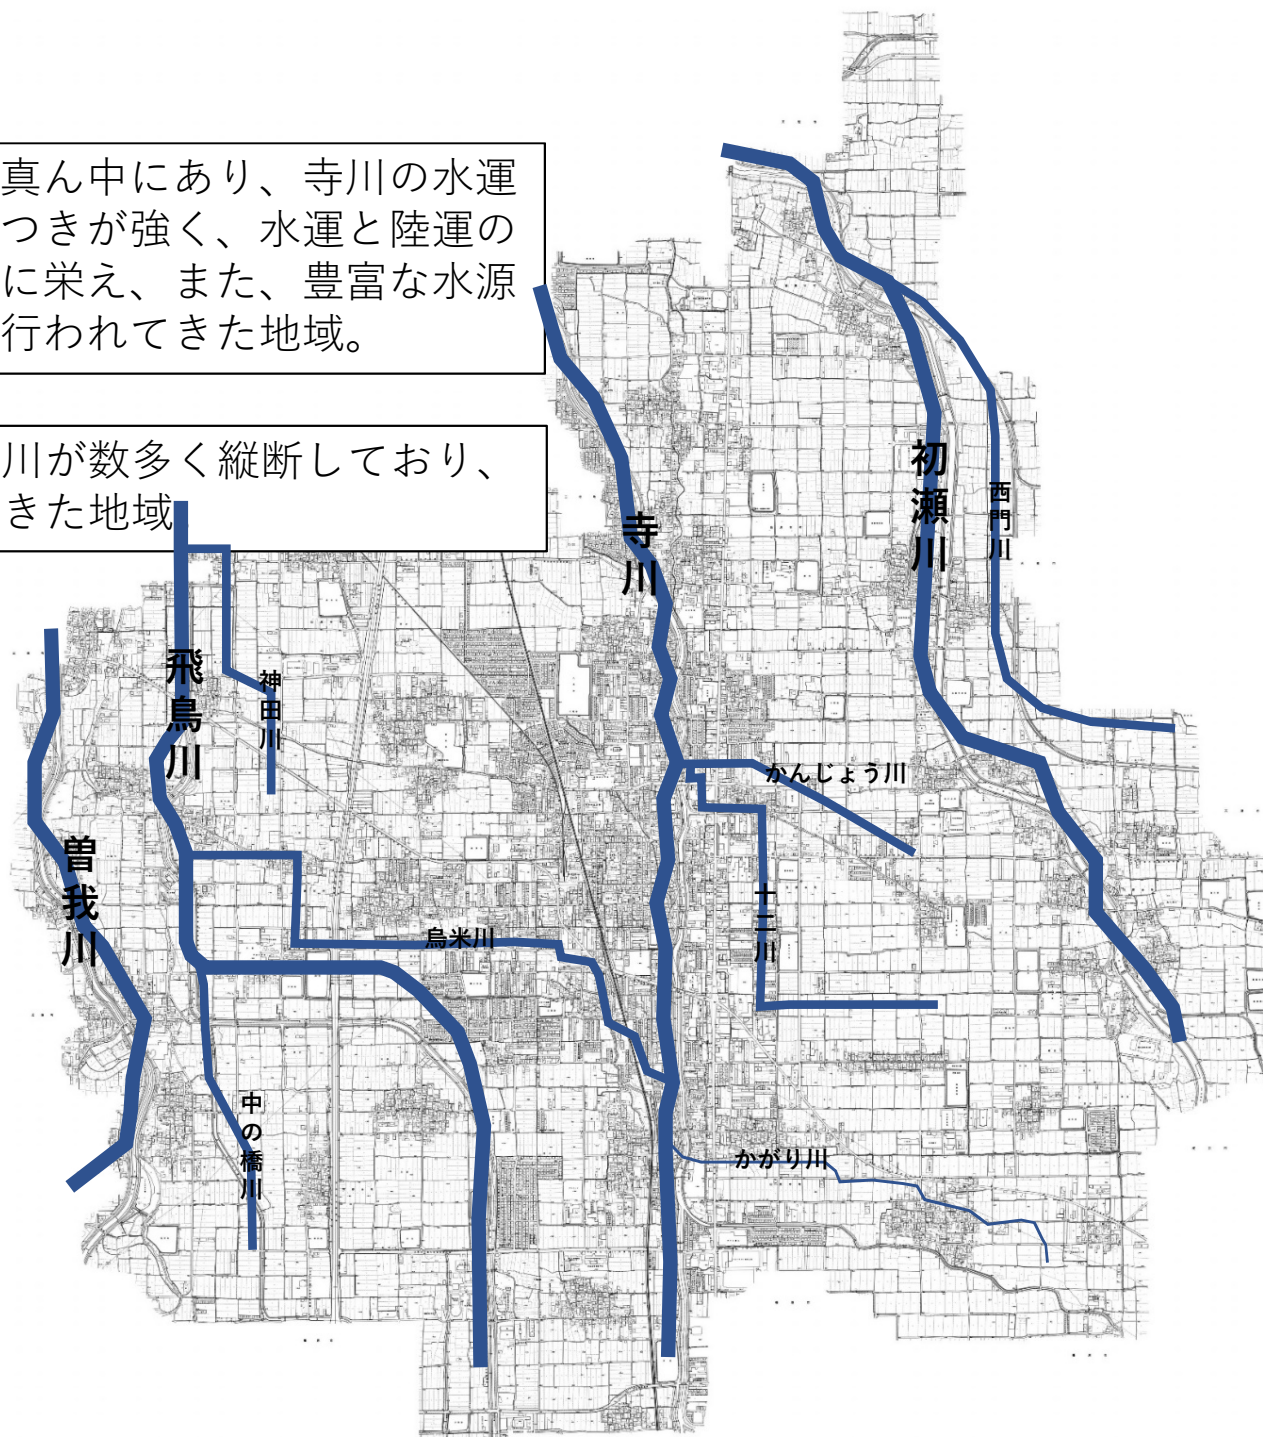 真ん中にあり、寺川の水運
つきが強く、水運と陸運の
に栄え、また、豊富な水源
行われてきた地域。
川が数多く縦断しており、
きた地域
寺川
初瀬川
西門川
飛鳥川
神田川
かんじょう川
曽我川
十二川
烏米川
中の橋川
かがり川